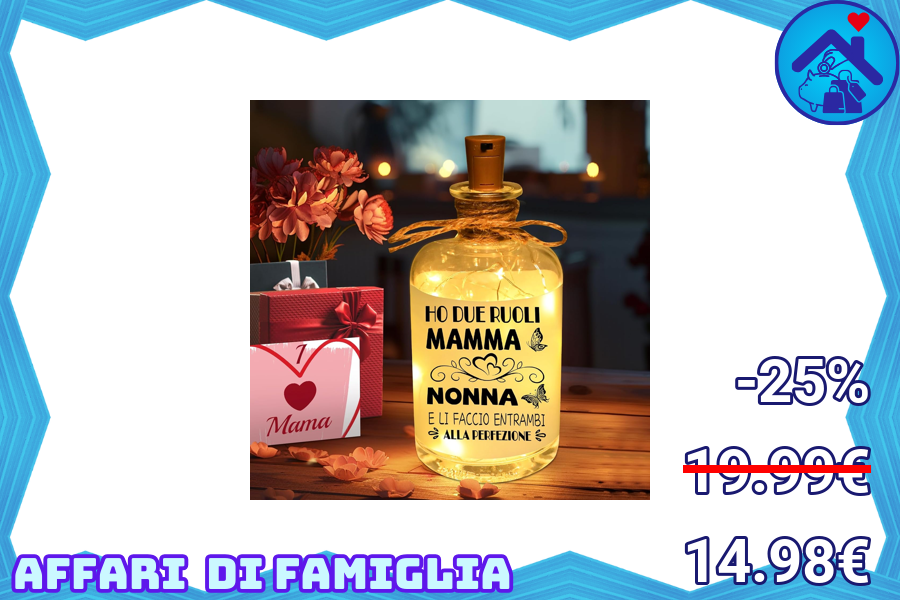 HO DUE RUOLI
MAMMA
NONNA
E LI FACCIO ENTRAMBI
ALLA PERFEZIONE
I
Mama
-25%
19.99€
14.98€
AFFARI DI FAMIGLIA